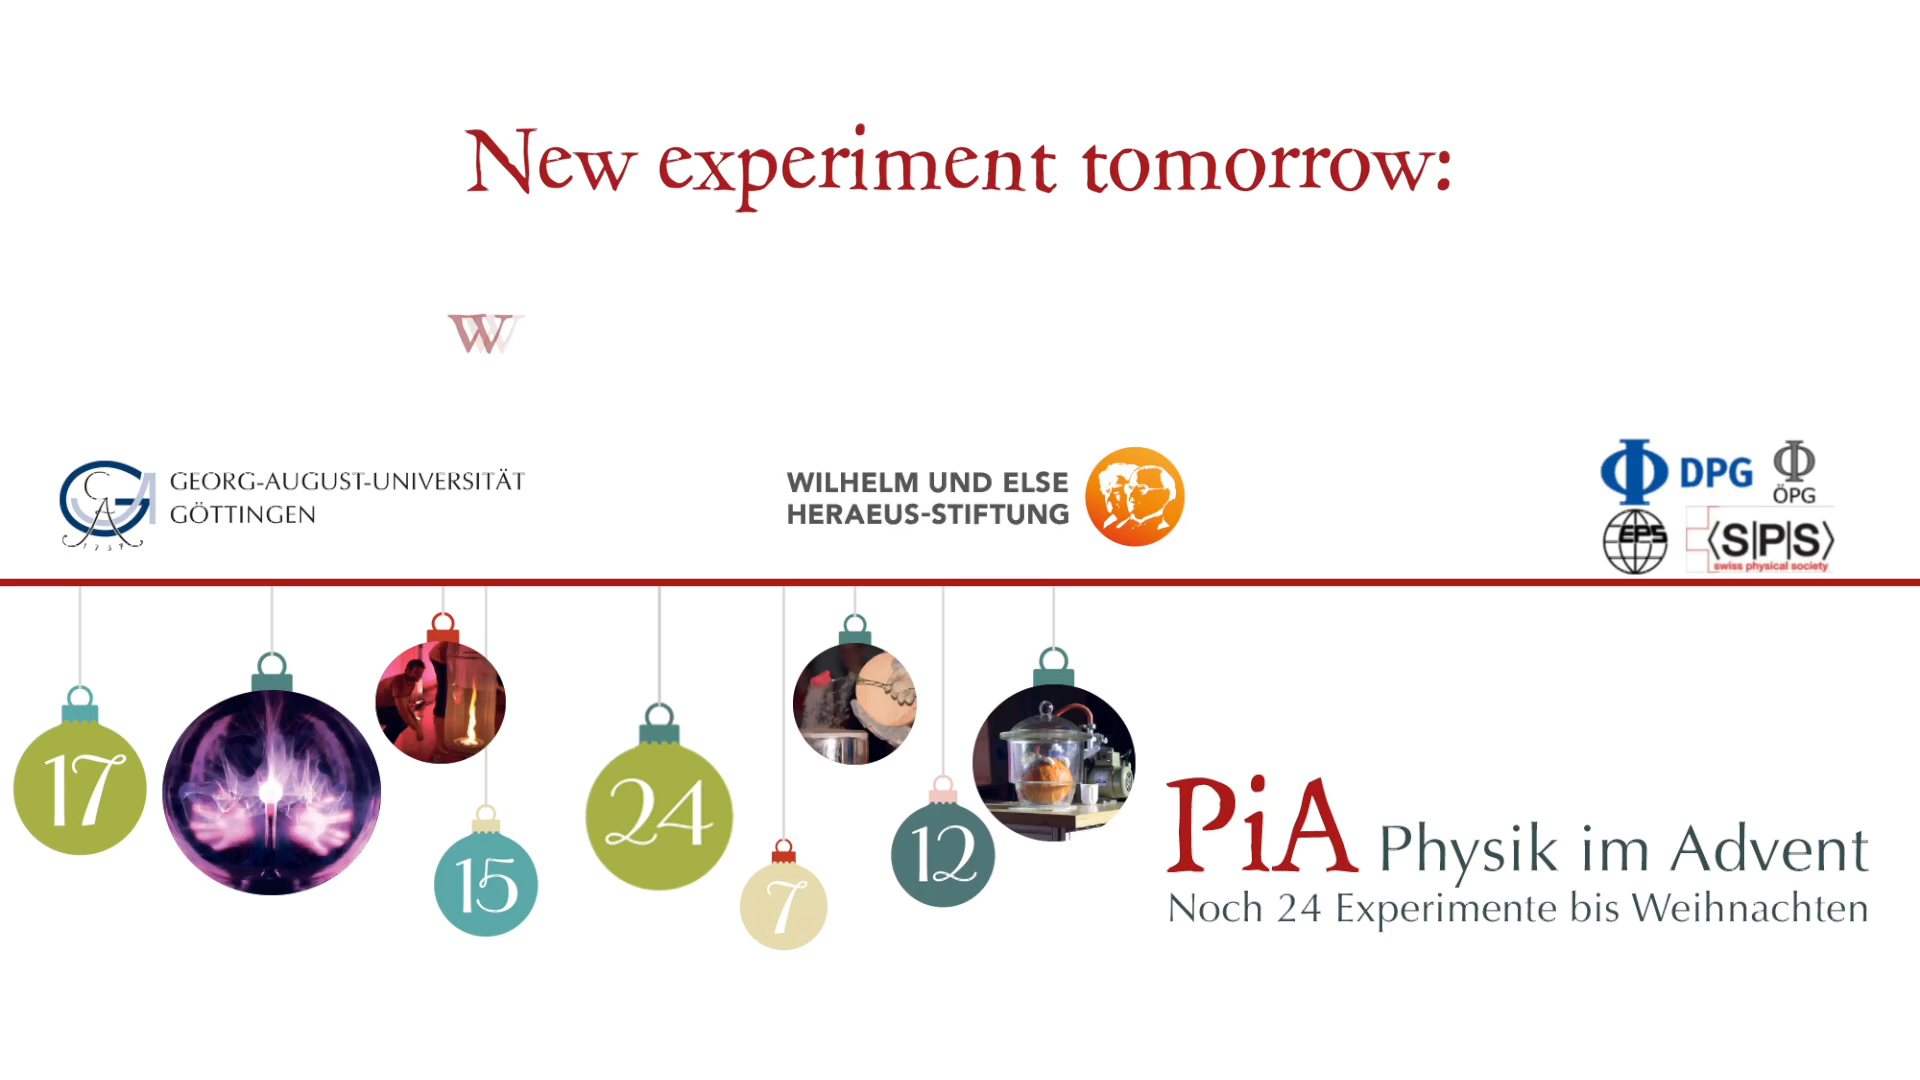 New experiment tomorrow:
w
GEORG-AUGUST-UNIVERSITÄT
GÖTTINGEN
1737
WILHELM UND ELSE
HERAEUS-STIFTUNG
DPG
ÖPG
EPS
S|P|S
swiss physical society
17
15
24
7
12
PiA Physik im Advent
Noch 24 Experimente bis Weihnachten